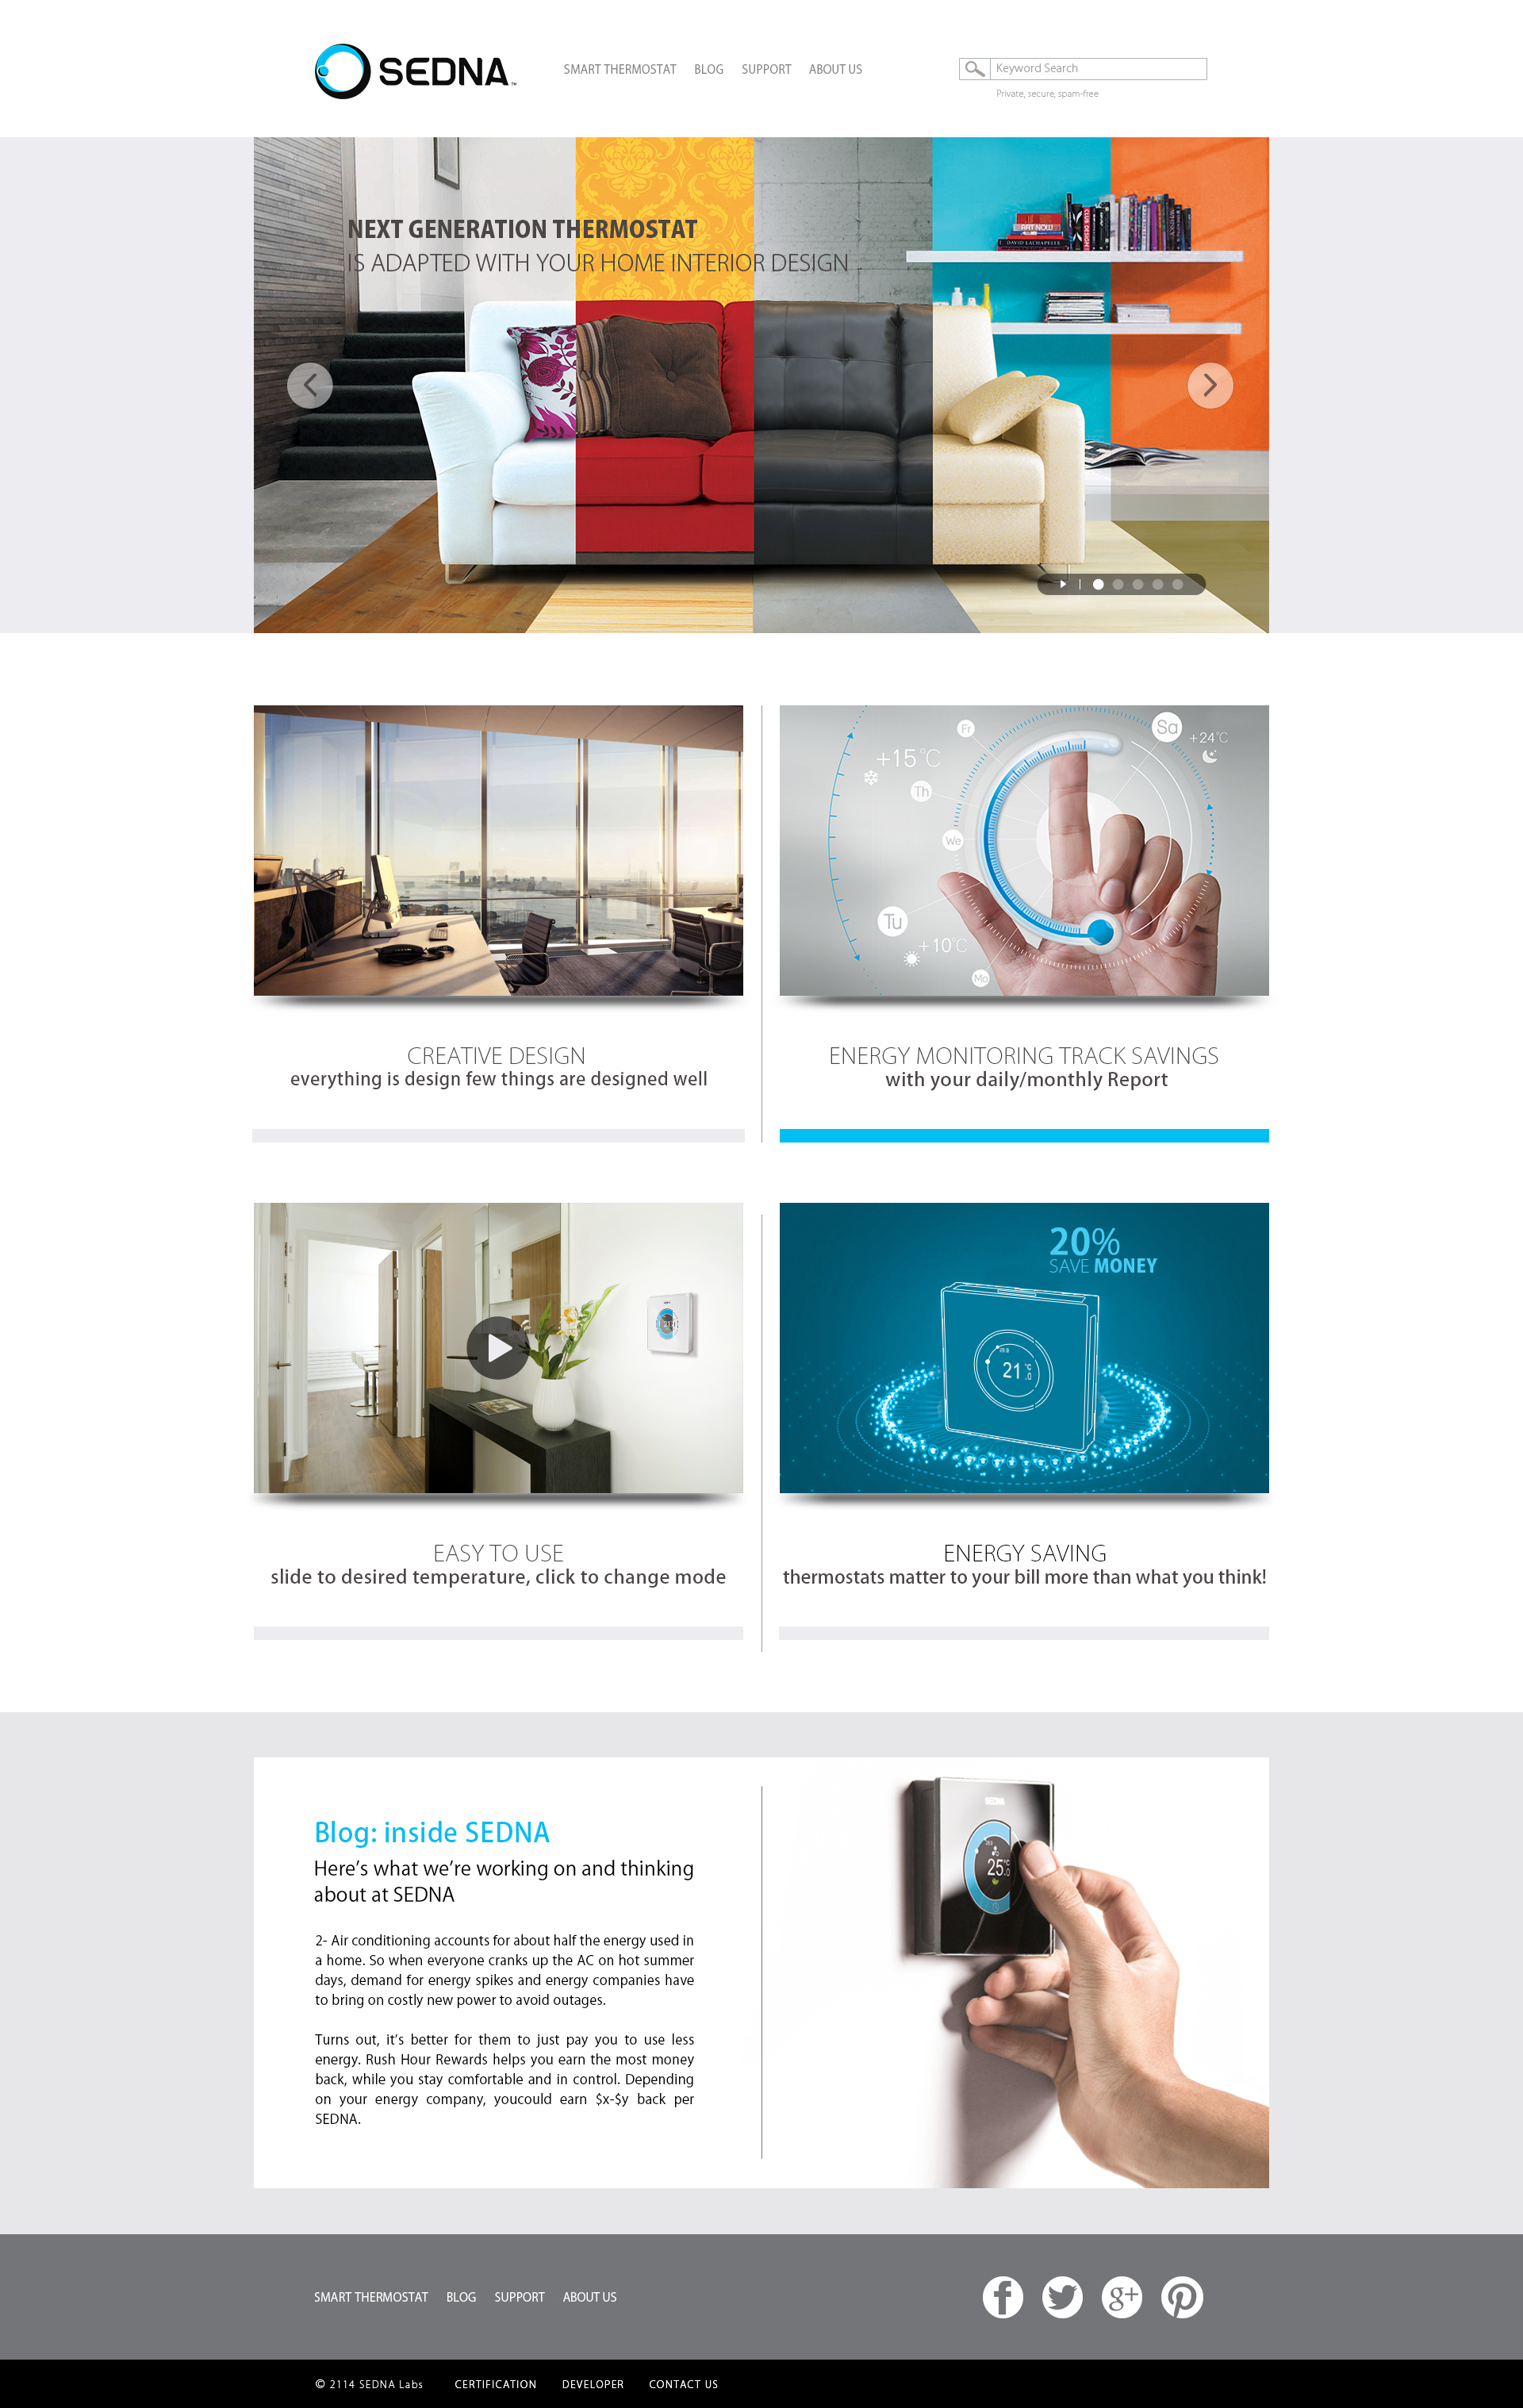 SEDNA™
SMART THERMOSTAT BLOG SUPPORT ABOUT US
Keyword Search
Private, secure, spam-free
NEXT GENERATION THERMOSTAT
IS ADAPTED WITH YOUR HOME INTERIOR DESIGN
ART NOW
DAVID LACHAPELLE
CLUB DESIGN
Fr
Sa
+24°C
+15°C
Th
We
Tu
+10°C
Mo
CREATIVE DESIGN
everything is design few things are designed well
ENERGY MONITORING TRACK SAVINGS
with your daily/monthly Report
20%
SAVE MONEY
21.0 °C
EASY TO USE
slide to desired temperature, click to change mode
ENERGY SAVING
thermostats matter to your bill more than what you think!
Blog: inside SEDNA
Here’s what we’re working on and thinking
about at SEDNA
2- Air conditioning accounts for about half the energy used in
a home. So when everyone cranks up the AC on hot summer
days, demand for energy spikes and energy companies have
to bring on costly new power to avoid outages.
Turns out, it’s better for them to just pay you to use less
energy. Rush Hour Rewards helps you earn the most money
back, while you stay comfortable and in control. Depending
on your energy company, youcould earn $x-$y back per
SEDNA.
SEDNA
25 °C
SMART THERMOSTAT BLOG SUPPORT ABOUT US
© 2114 SEDNA Labs CERTIFICATION DEVELOPER CONTACT US